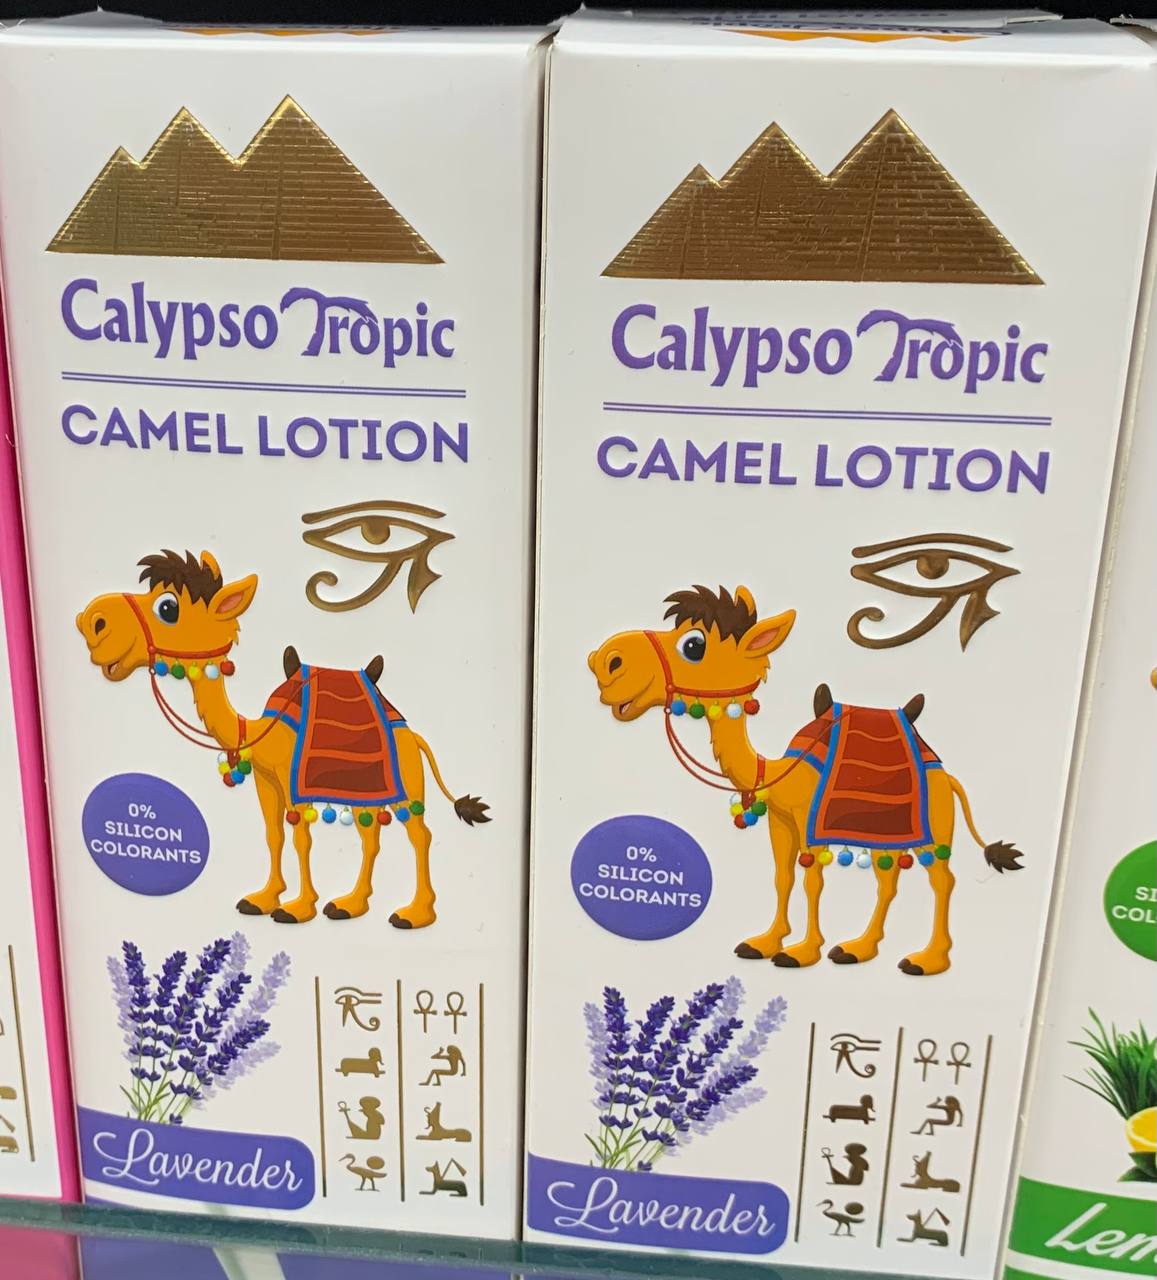 Calypso Tropic
CAMEL LOTION
0%
SILICON
COLORANTS
Lavender
Calypso Tropic
CAMEL LOTION
0%
SILICON
COLORANTS
Lavender